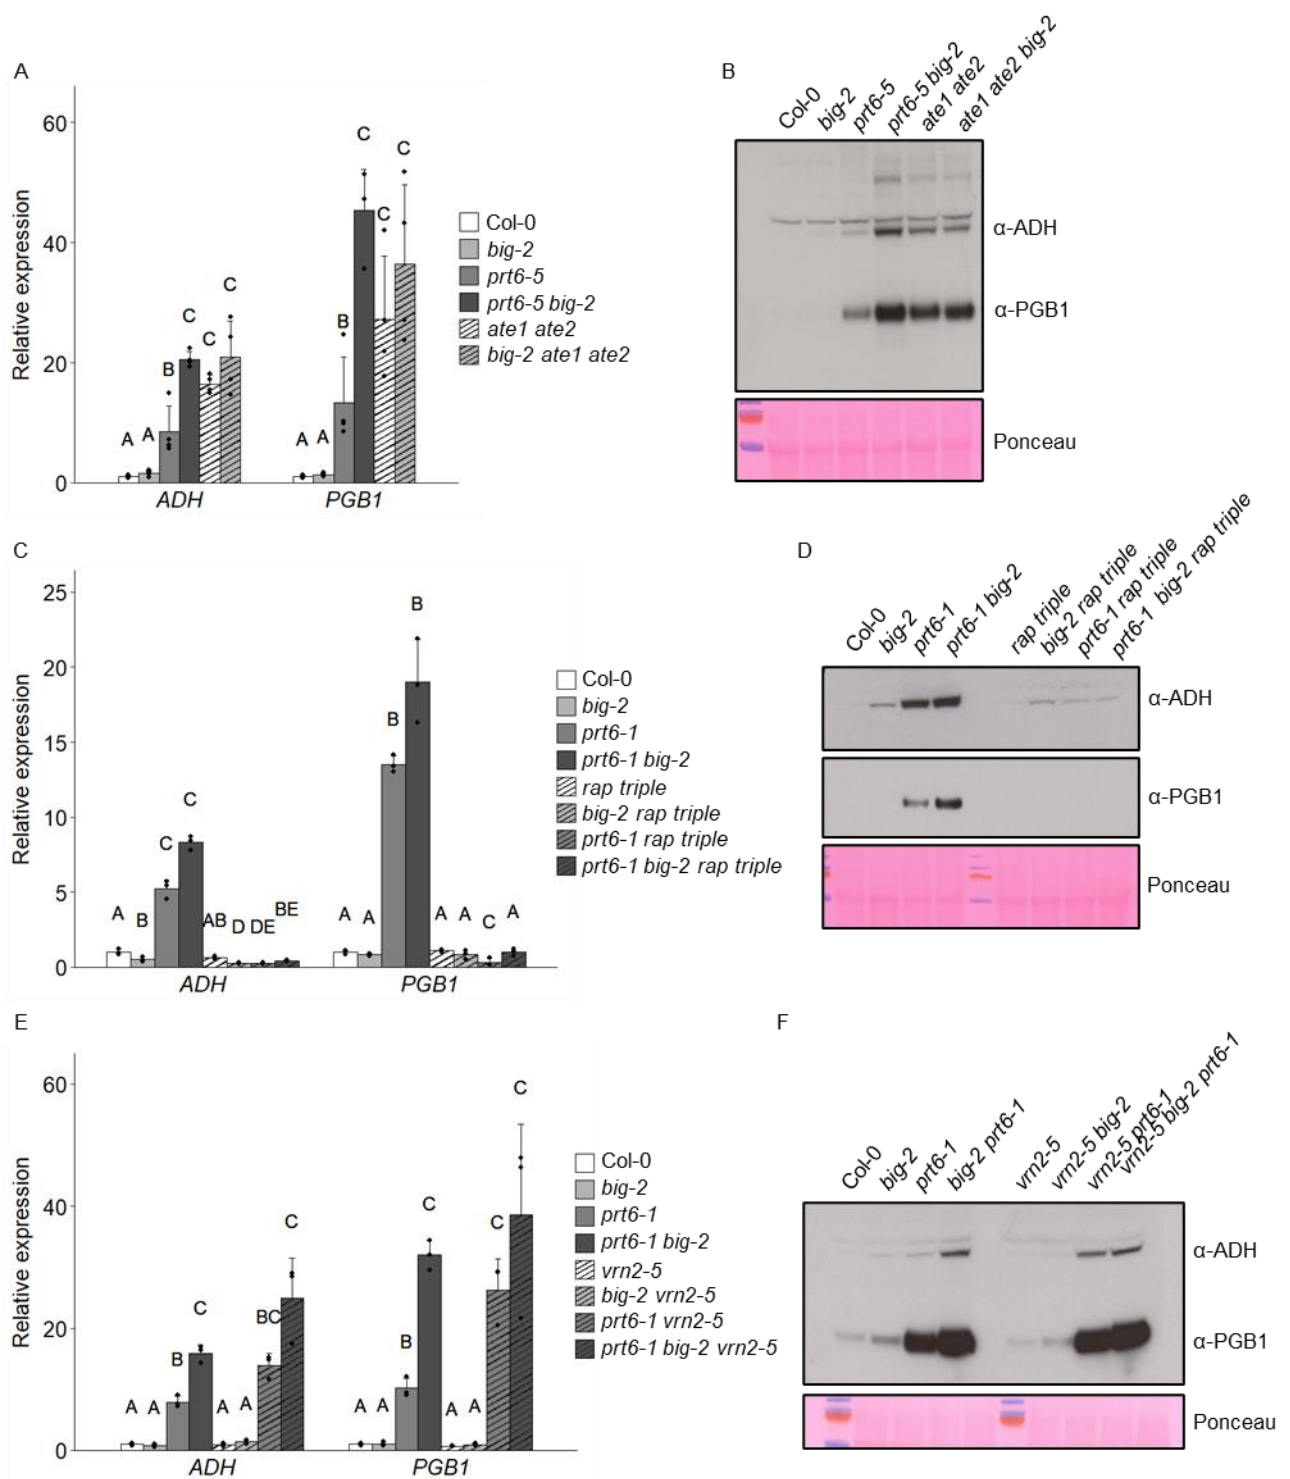 A
Relative expression
60
40
20
0
A
A
B
C
C
C
A
A
B
C
C
C
ADH
PGB1
Col-0
big-2
prt6-5
prt6-5 big-2
ate1 ate2
big-2 ate1 ate2
B
Col-0
big-2
prt6-5
prt6-5 big-2
ate1 ate2
ate1 ate2 big-2
α-ADH
α-PGB1
Ponceau
C
Relative expression
25
20
15
10
5
0
A
B
C
C
AB
D
DE
BE
A
A
B
B
A
A
C
A
ADH
PGB1
Col-0
big-2
prt6-1
prt6-1 big-2
rap triple
big-2 rap triple
prt6-1 rap triple
prt6-1 big-2 rap triple
D
Col-0
big-2
prt6-1
prt6-1 big-2
rap triple
big-2 rap triple
prt6-1 rap triple
prt6-1 big-2 rap triple
α-ADH
α-PGB1
Ponceau
E
Relative expression
60
40
20
0
A
A
B
C
A
A
BC
C
A
A
B
C
A
A
C
C
ADH
PGB1
Col-0
big-2
prt6-1
prt6-1 big-2
vrn2-5
big-2 vrn2-5
prt6-1 vrn2-5
prt6-1 big-2 vrn2-5
F
Col-0
big-2
prt6-1
big-2 prt6-1
vrn2-5
vrn2-5 big-2
vrn2-5 prt6-1
vrn2-5 big-2 prt6-1
α-ADH
α-PGB1
Ponceau